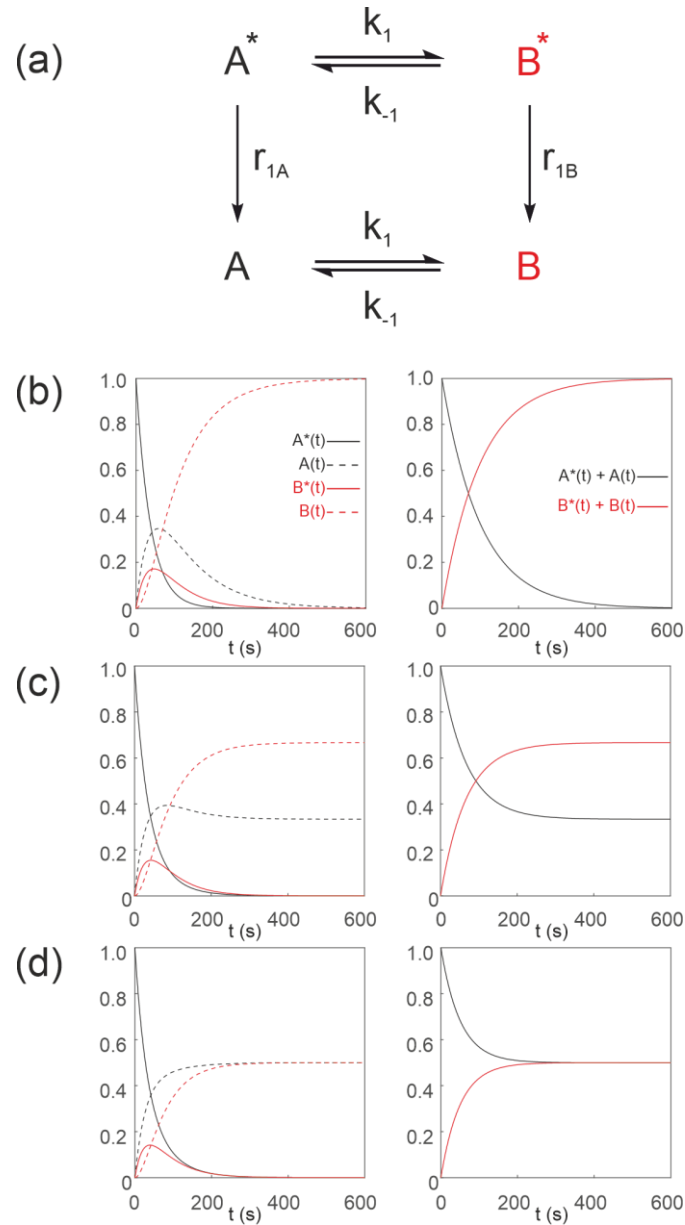 (a)
A* k₁ B*
k₋₁
r₁A r₁B
A k₁ B
k₋₁
(b)
1.0 1.0
0.8 0.8
0.6 0.6
0.4 0.4
0.2 0.2
0 0
A*(t)
A(t)
B*(t)
B(t)
A*(t) + A(t)
B*(t) + B(t)
0 200 400 600 0 200 400 600
t (s) t (s)
(c)
1.0 1.0
0.8 0.8
0.6 0.6
0.4 0.4
0.2 0.2
0 0
0 200 400 600 0 200 400 600
t (s) t (s)
(d)
1.0 1.0
0.8 0.8
0.6 0.6
0.4 0.4
0.2 0.2
0 0
0 200 400 600 0 200 400 600
t (s) t (s)